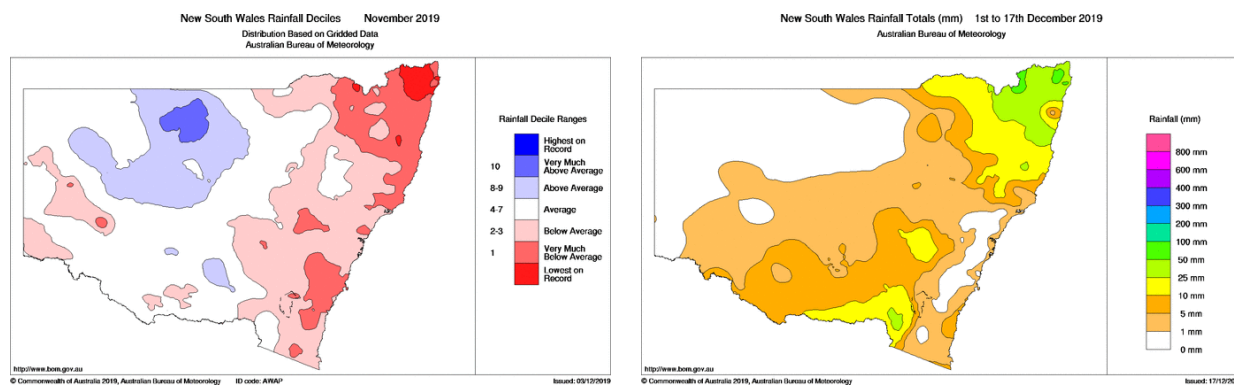 New South Wales Rainfall Deciles November 2019
Distribution Based on Gridded Data
Australian Bureau of Meteorology
Rainfall Decile Ranges
Highest on
Record
10
Very Much
Above Average
8-9
Above Average
4-7
Average
2-3
Below Average
1
Very Much
Below Average
Lowest on
Record
http://www.bom.gov.au
© Commonwealth of Australia 2019, Australian Bureau of Meteorology ID code: AWAP Issued: 03/12/2019
New South Wales Rainfall Totals (mm) 1st to 17th December 2019
Australian Bureau of Meteorology
Rainfall (mm)
800 mm
600 mm
400 mm
300 mm
200 mm
100 mm
50 mm
25 mm
10 mm
5 mm
1 mm
0 mm
http://www.bom.gov.au
© Commonwealth of Australia 2019, Australian Bureau of Meteorology Issued: 17/12/20